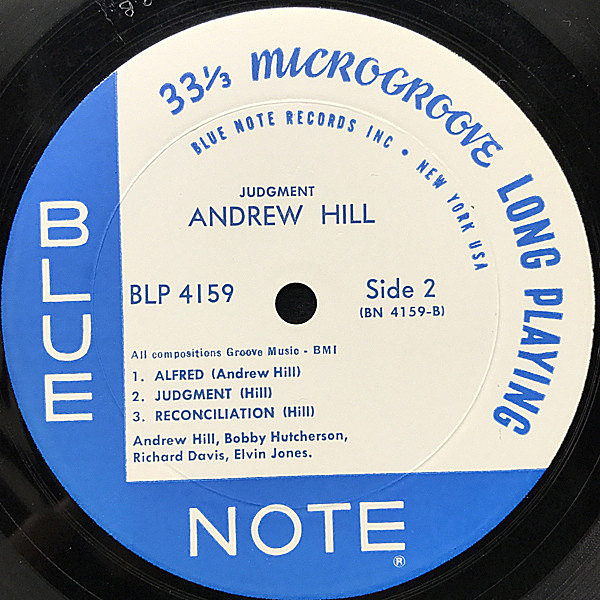 33⅓ MICROGROOVE LONG PLAYING
BLUE NOTE RECORDS INC • NEW YORK USA
JUDGMENT
ANDREW HILL
BLP 4159
Side 2
(BN 4159-B)
All compositions Groove Music - BMI
1. ALFRED (Andrew Hill)
2. JUDGMENT (Hill)
3. RECONCILIATION (Hill)
Andrew Hill, Bobby Hutcherson,
Richard Davis, Elvin Jones.
BLUE
NOTE®